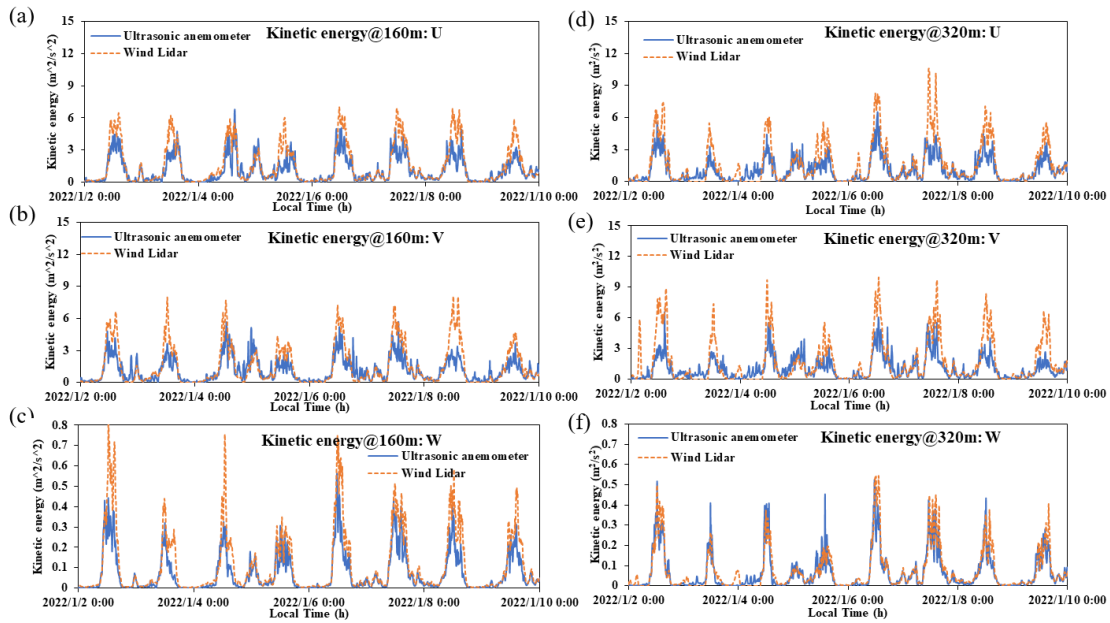 (a)
15
12
9
6
3
0
Kinetic energy (m^2/s^2)
Ultrasonic anemometer
Wind Lidar
Kinetic energy@160m: U
2022/1/2 0:00 2022/1/4 0:00 2022/1/6 0:00 2022/1/8 0:00 2022/1/10 0:00
Local Time (h)
(b)
15
12
9
6
3
0
Kinetic energy (m^2/s^2)
Ultrasonic anemometer
Wind Lidar
Kinetic energy@160m: V
2022/1/2 0:00 2022/1/4 0:00 2022/1/6 0:00 2022/1/8 0:00 2022/1/10 0:00
Local Time (h)
(c)
0.8
0.7
0.6
0.5
0.4
0.3
0.2
0.1
0
Kinetic energy (m^2/s^2)
Kinetic energy@160m: W
Ultrasonic anemometer
Wind Lidar
2022/1/2 0:00 2022/1/4 0:00 2022/1/6 0:00 2022/1/8 0:00 2022/1/10 0:00
Local Time (h)
(d)
15
12
9
6
3
0
Kinetic energy (m²/s²)
Ultrasonic anemometer
Wind Lidar
Kinetic energy@320m: U
2022/1/2 0:00 2022/1/4 0:00 2022/1/6 0:00 2022/1/8 0:00 2022/1/10 0:00
Local Time (h)
(e)
15
12
9
6
3
0
Kinetic energy (m²/s²)
Ultrasonic anemometer
Wind Lidar
Kinetic energy@320m: V
2022/1/2 0:00 2022/1/4 0:00 2022/1/6 0:00 2022/1/8 0:00 2022/1/10 0:00
Local Time (h)
(f)
0.8
0.7
0.6
0.5
0.4
0.3
0.2
0.1
0
Kinetic energy (m²/s²)
Ultrasonic anemometer
Wind Lidar
Kinetic energy@320m: W
2022/1/2 0:00 2022/1/4 0:00 2022/1/6 0:00 2022/1/8 0:00 2022/1/10 0:00
Local Time (h)